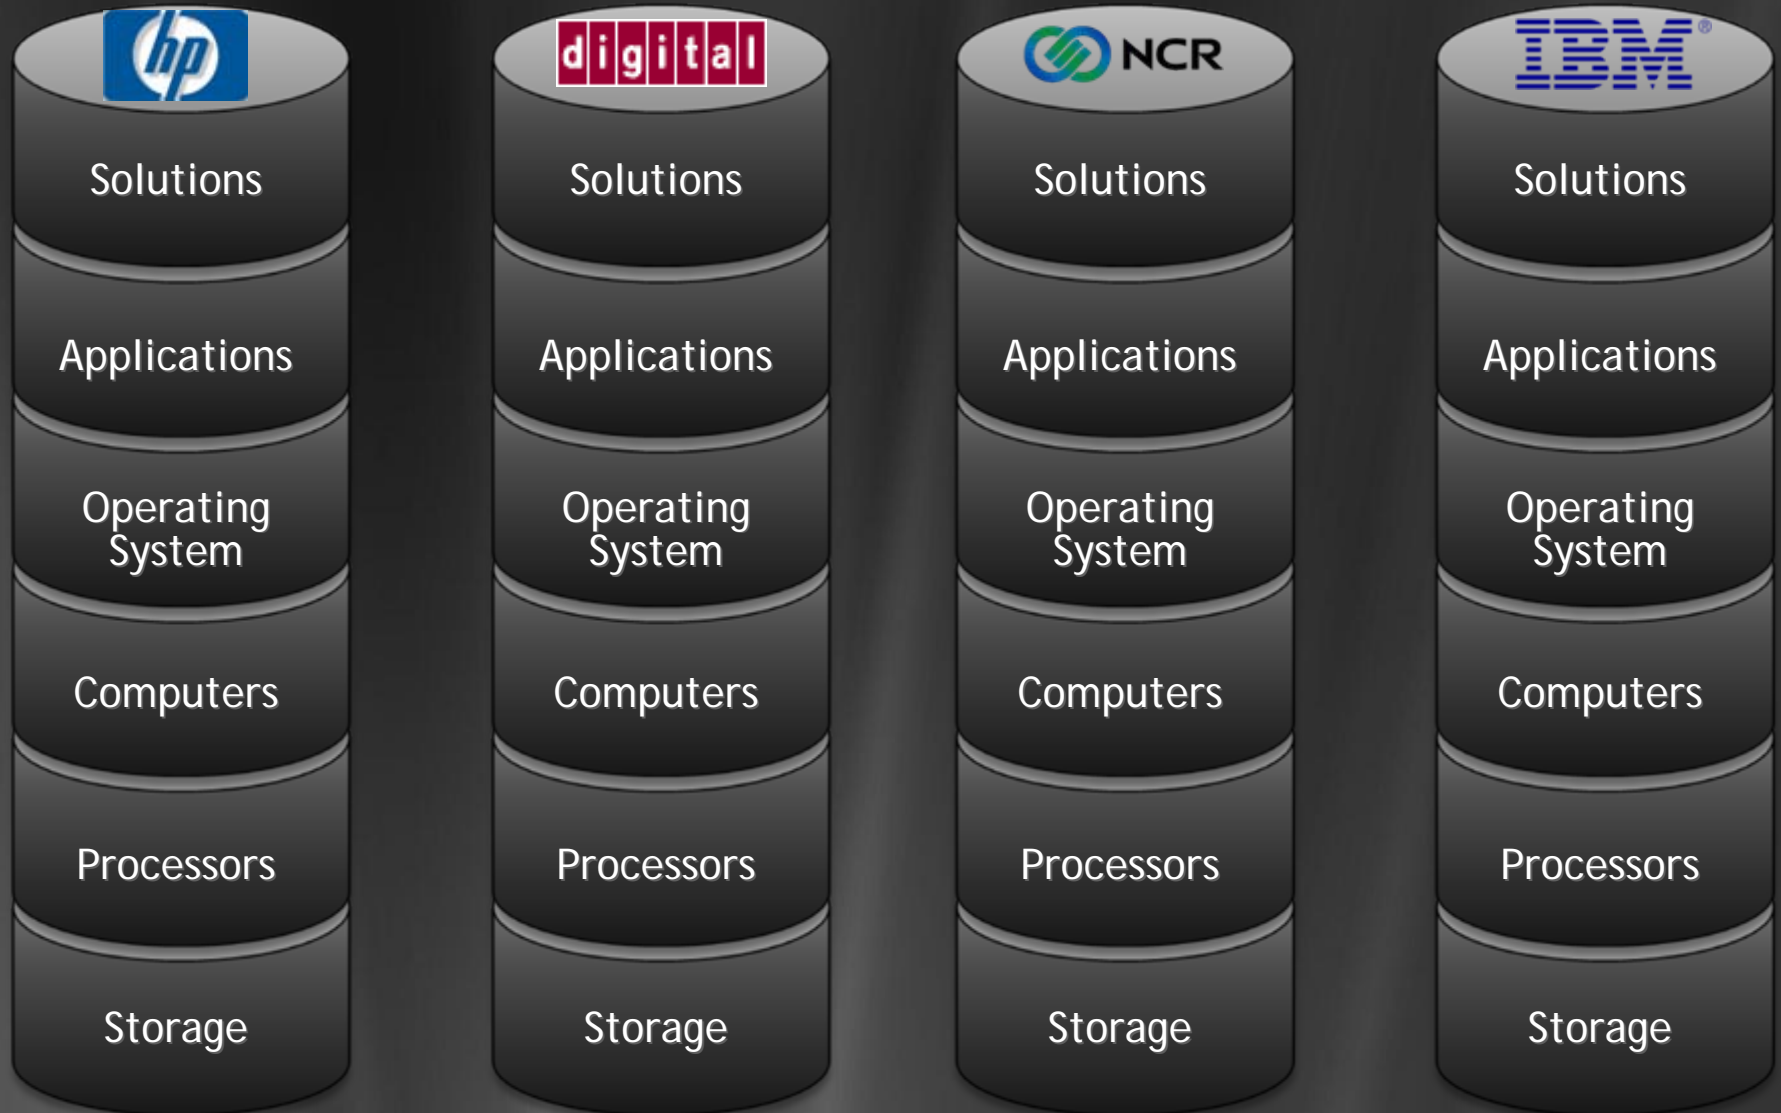 hp
digital
NCR
IBM®
Solutions
Solutions
Solutions
Solutions
Applications
Applications
Applications
Applications
Operating
System
Operating
System
Operating
System
Operating
System
Computers
Computers
Computers
Computers
Processors
Processors
Processors
Processors
Storage
Storage
Storage
Storage